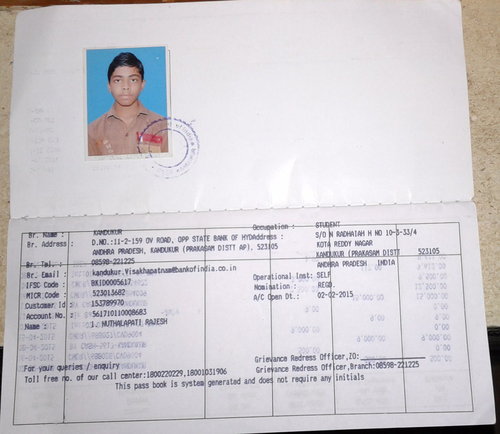 Br. Name : KANDUKUR Occupation : STUDENT
Br. Address : D.NO.:11-2-159 OV ROAD, OPP STATE BANK OF HYD Address: S/O N RADHAIAH H NO 10-3-33/4
ANDHRA PRADESH, KANDUKUR (PRAKASAM DISTT AP), 523105 KOTA REDDY NAGAR
KANDUKUR (PRAKASAM DISTT 523105
Br. Tel. : 08598-221225 ANDHRA PRADESH INDIA
Br. Email : kandukur.Visakhapatnam@bankofindia.co.in
IFSC Code : BKID0005617 Operational Inst SELF
MICR Code : 523013682 Nomination : REGD.
Customer Id : 153789970 A/C Open Dt.: 02-02-2015
Account No. : 561710110008683
Name : 1. NUTHALAPATI RAJESH
For your queries / enquiry Grievance Redress Officer,ZO:
Toll free no. of our call center:1800220229,18001031906 Grievance Redress Officer,Branch:08598-221225
This pass book is system generated and does not require any initials